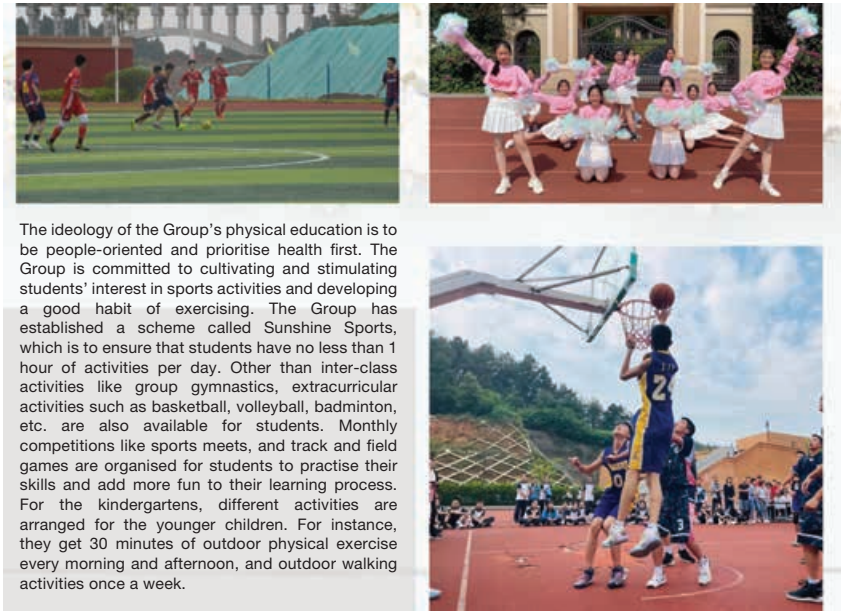 The ideology of the Group's physical education is to
be people-oriented and prioritise health first. The
Group is committed to cultivating and stimulating
students' interest in sports activities and developing
a good habit of exercising. The Group has
established a scheme called Sunshine Sports,
which is to ensure that students have no less than 1
hour of activities per day. Other than inter-class
activities like group gymnastics, extracurricular
activities such as basketball, volleyball, badminton,
etc. are also available for students. Monthly
competitions like sports meets, and track and field
games are organised for students to practise their
skills and add more fun to their learning process.
For the kindergartens, different activities are
arranged for the younger children. For instance,
they get 30 minutes of outdoor physical exercise
every morning and afternoon, and outdoor walking
activities once a week.
24
0
3